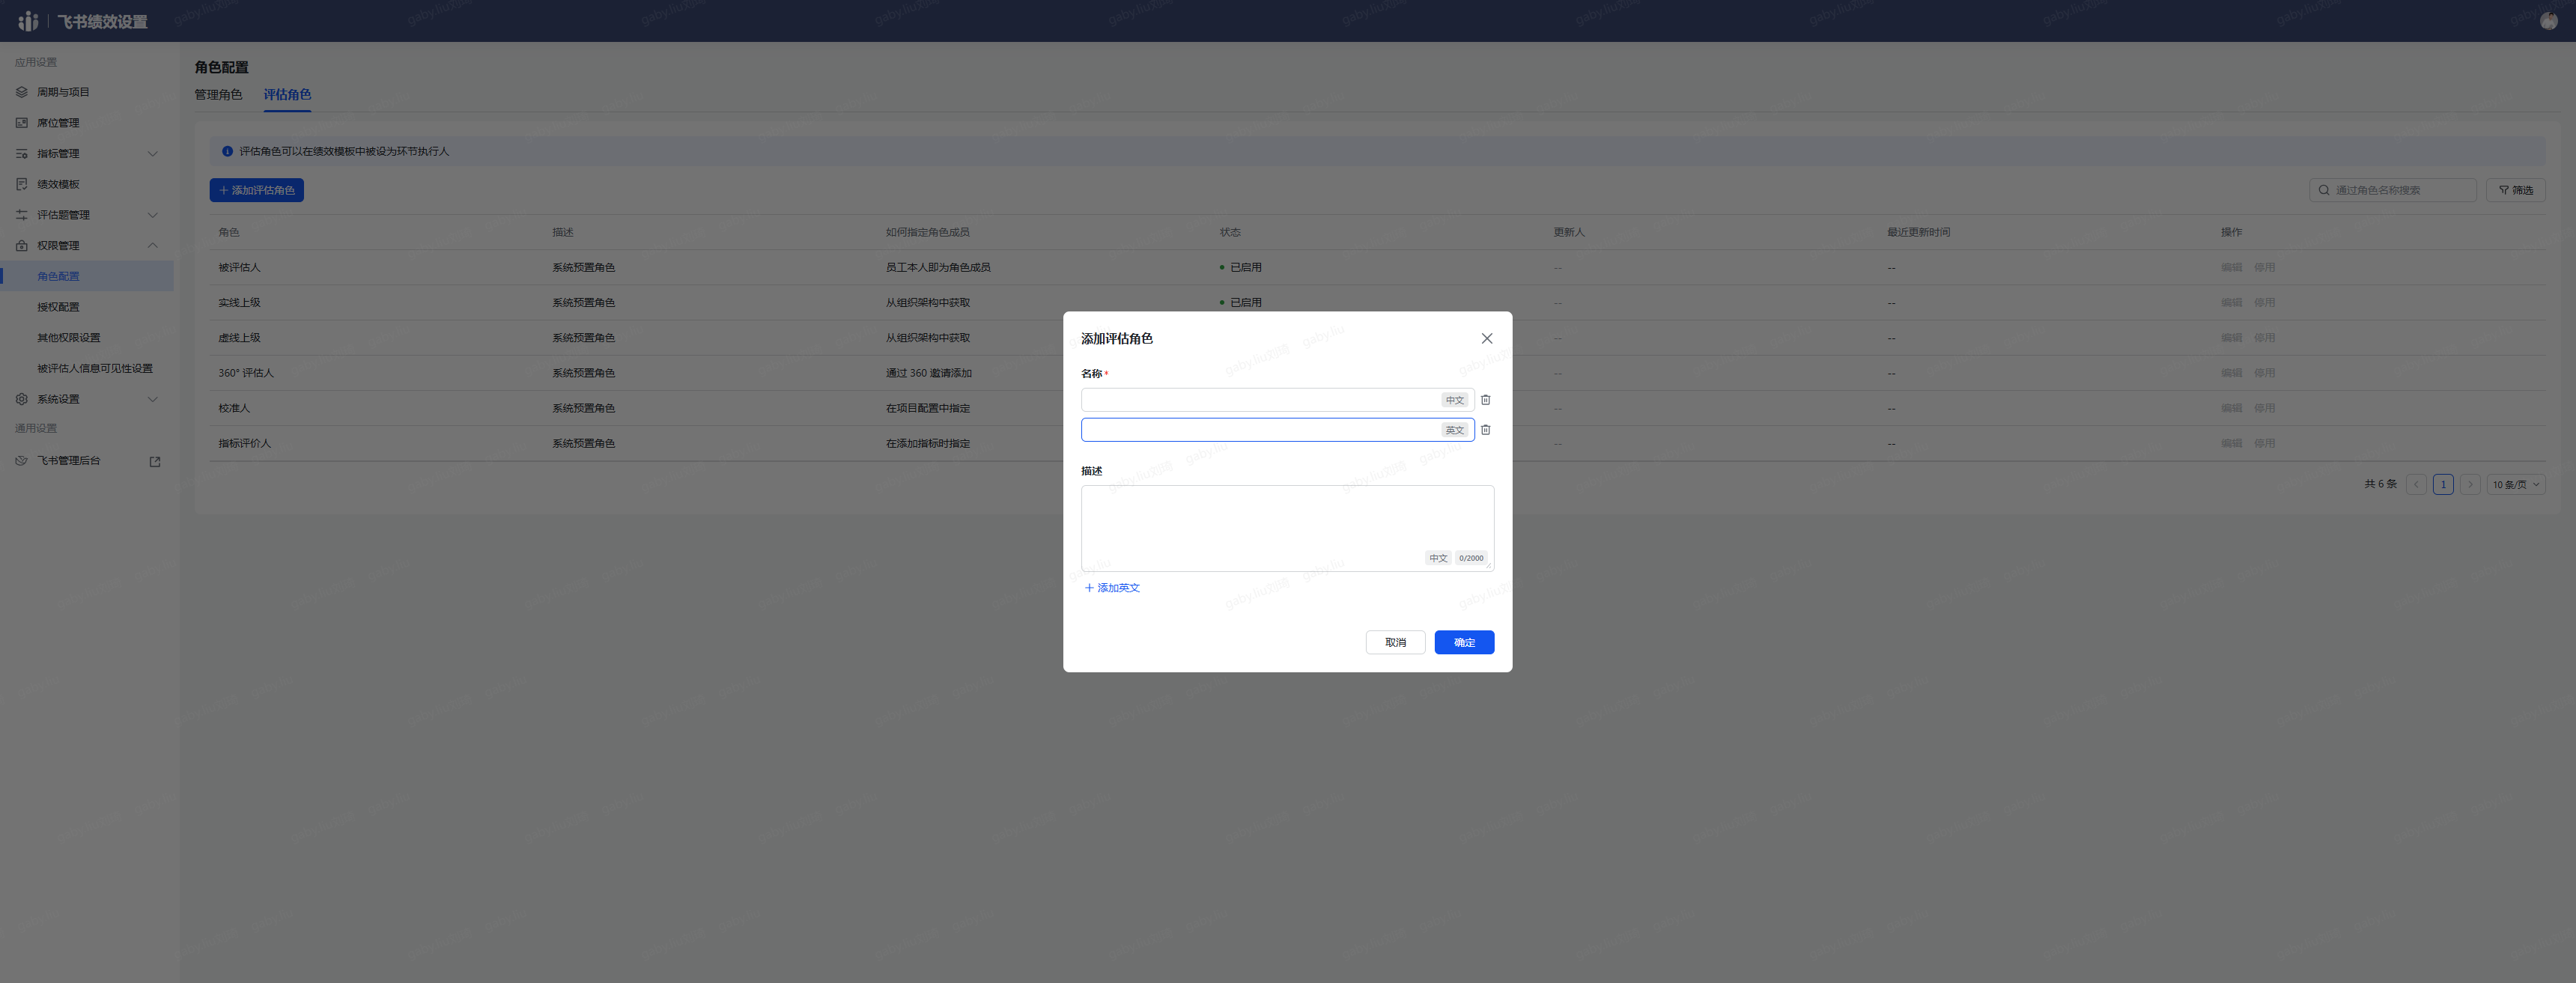 飞书绩效设置
应用设置
周期与项目
席位管理
指标管理
绩效模板
评估题管理
权限管理
角色配置
授权配置
其他权限设置
被评估人信息可见性设置
系统设置
通用设置
飞书管理后台
角色配置
管理角色 评估角色
评估角色可以在绩效模板中被设为环节执行人
添加评估角色
通过角色名称搜索
筛选
角色 描述 如何指定角色成员 状态 更新人 最近更新时间 操作
被评估人 系统预置角色 员工本人即为角色成员 已启用 -- -- 编辑 停用
实线上级 系统预置角色 从组织架构中获取 已启用 -- -- 编辑 停用
虚线上级 系统预置角色 从组织架构中获取 -- -- 编辑 停用
360° 评估人 系统预置角色 通过 360 邀请添加 -- -- 编辑 停用
校准人 系统预置角色 在项目配置中指定 -- -- 编辑 停用
指标评价人 系统预置角色 在添加指标时指定 -- -- 编辑 停用
共 6 条 1 10 条/页
添加评估角色
名称*
中文
英文
描述
中文 0/2000
添加英文
取消 确定
gaby.liu